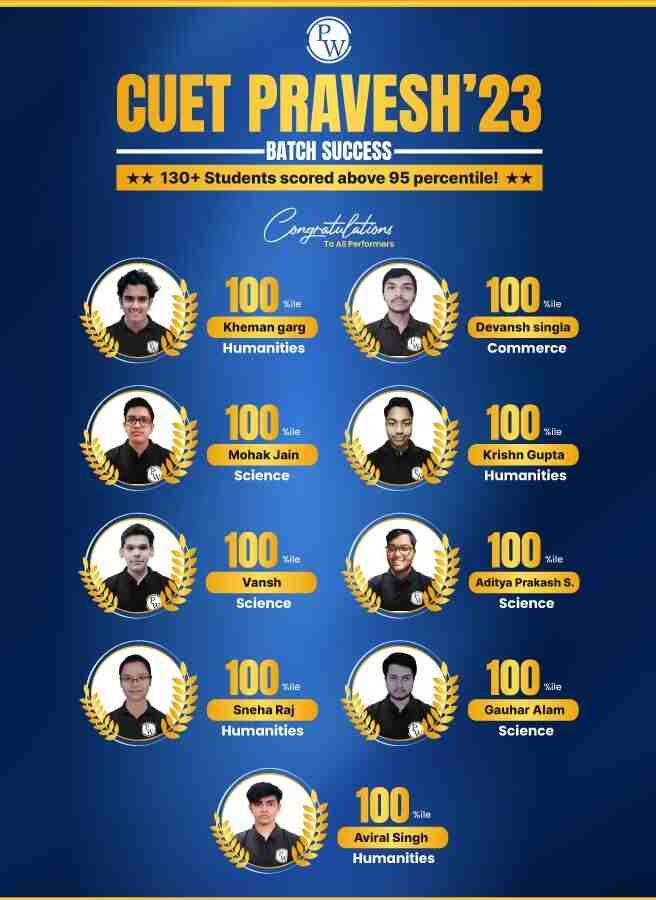 PW
CUET PRAVESH'23
BATCH SUCCESS
★★ 130+ Students scored above 95 percentile! ★★
Congratulations
To All Performers
100 %ile
Kheman garg
Humanities
100 %ile
Devansh singla
Commerce
100 %ile
Mohak Jain
Science
100 %ile
Krishn Gupta
Humanities
100 %ile
Vansh
Science
100 %ile
Aditya Prakash S.
Science
100 %ile
Sneha Raj
Humanities
100 %ile
Gauhar Alam
Science
100 %ile
Aviral Singh
Humanities